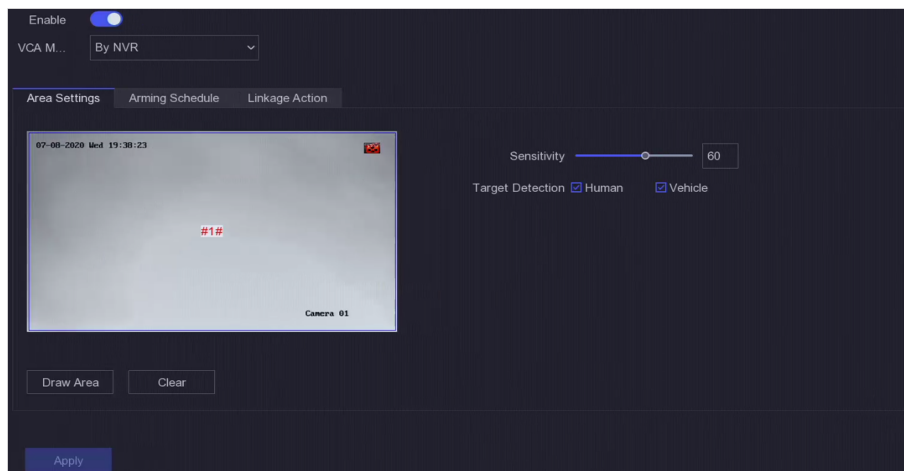 Enable
VCA M...
By NVR
Area Settings
Arming Schedule
Linkage Action
07-08-2020 Wed 19:38:23
#1#
Camera 01
Sensitivity
60
Target Detection
Human
Vehicle
Draw Area
Clear
Apply